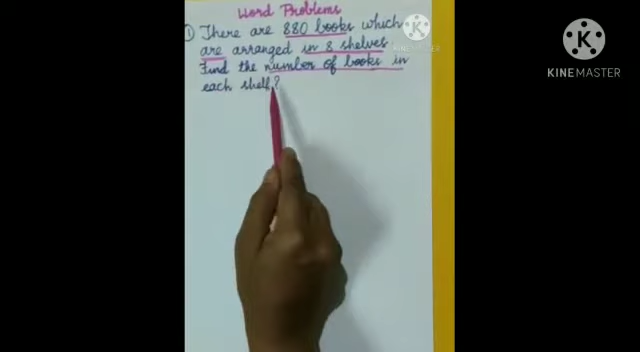 Word Problems
① There are 880 books which
are arranged in 8 shelves.
Find the number of books in
each shelf?
KINEMASTER
KINEMASTER